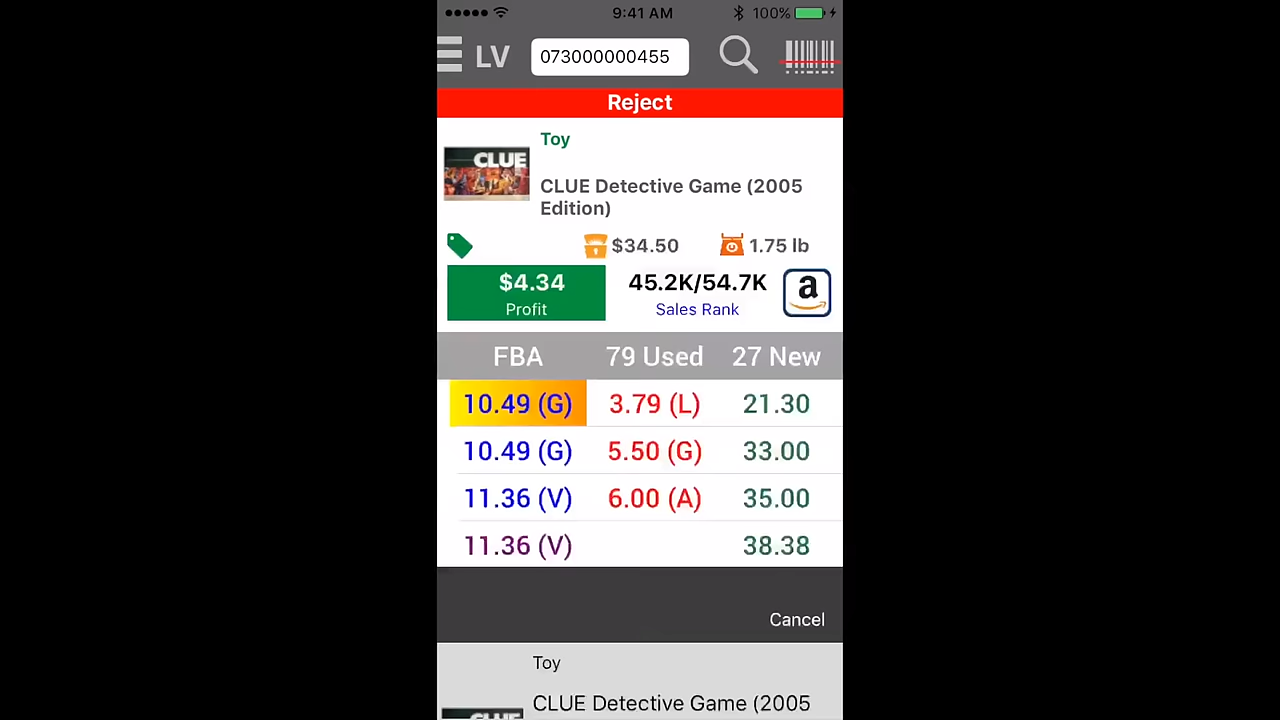 9:41 AM 100%
LV 073000000455
Reject
Toy
CLUE
CLUE Detective Game (2005
Edition)
$34.50 1.75 lb
$4.34 45.2K/54.7K a
Profit Sales Rank
FBA 79 Used 27 New
10.49 (G) 3.79 (L) 21.30
10.49 (G) 5.50 (G) 33.00
11.36 (V) 6.00 (A) 35.00
11.36 (V) 38.38
Cancel
Toy
CLUE Detective Game (2005
CLUE